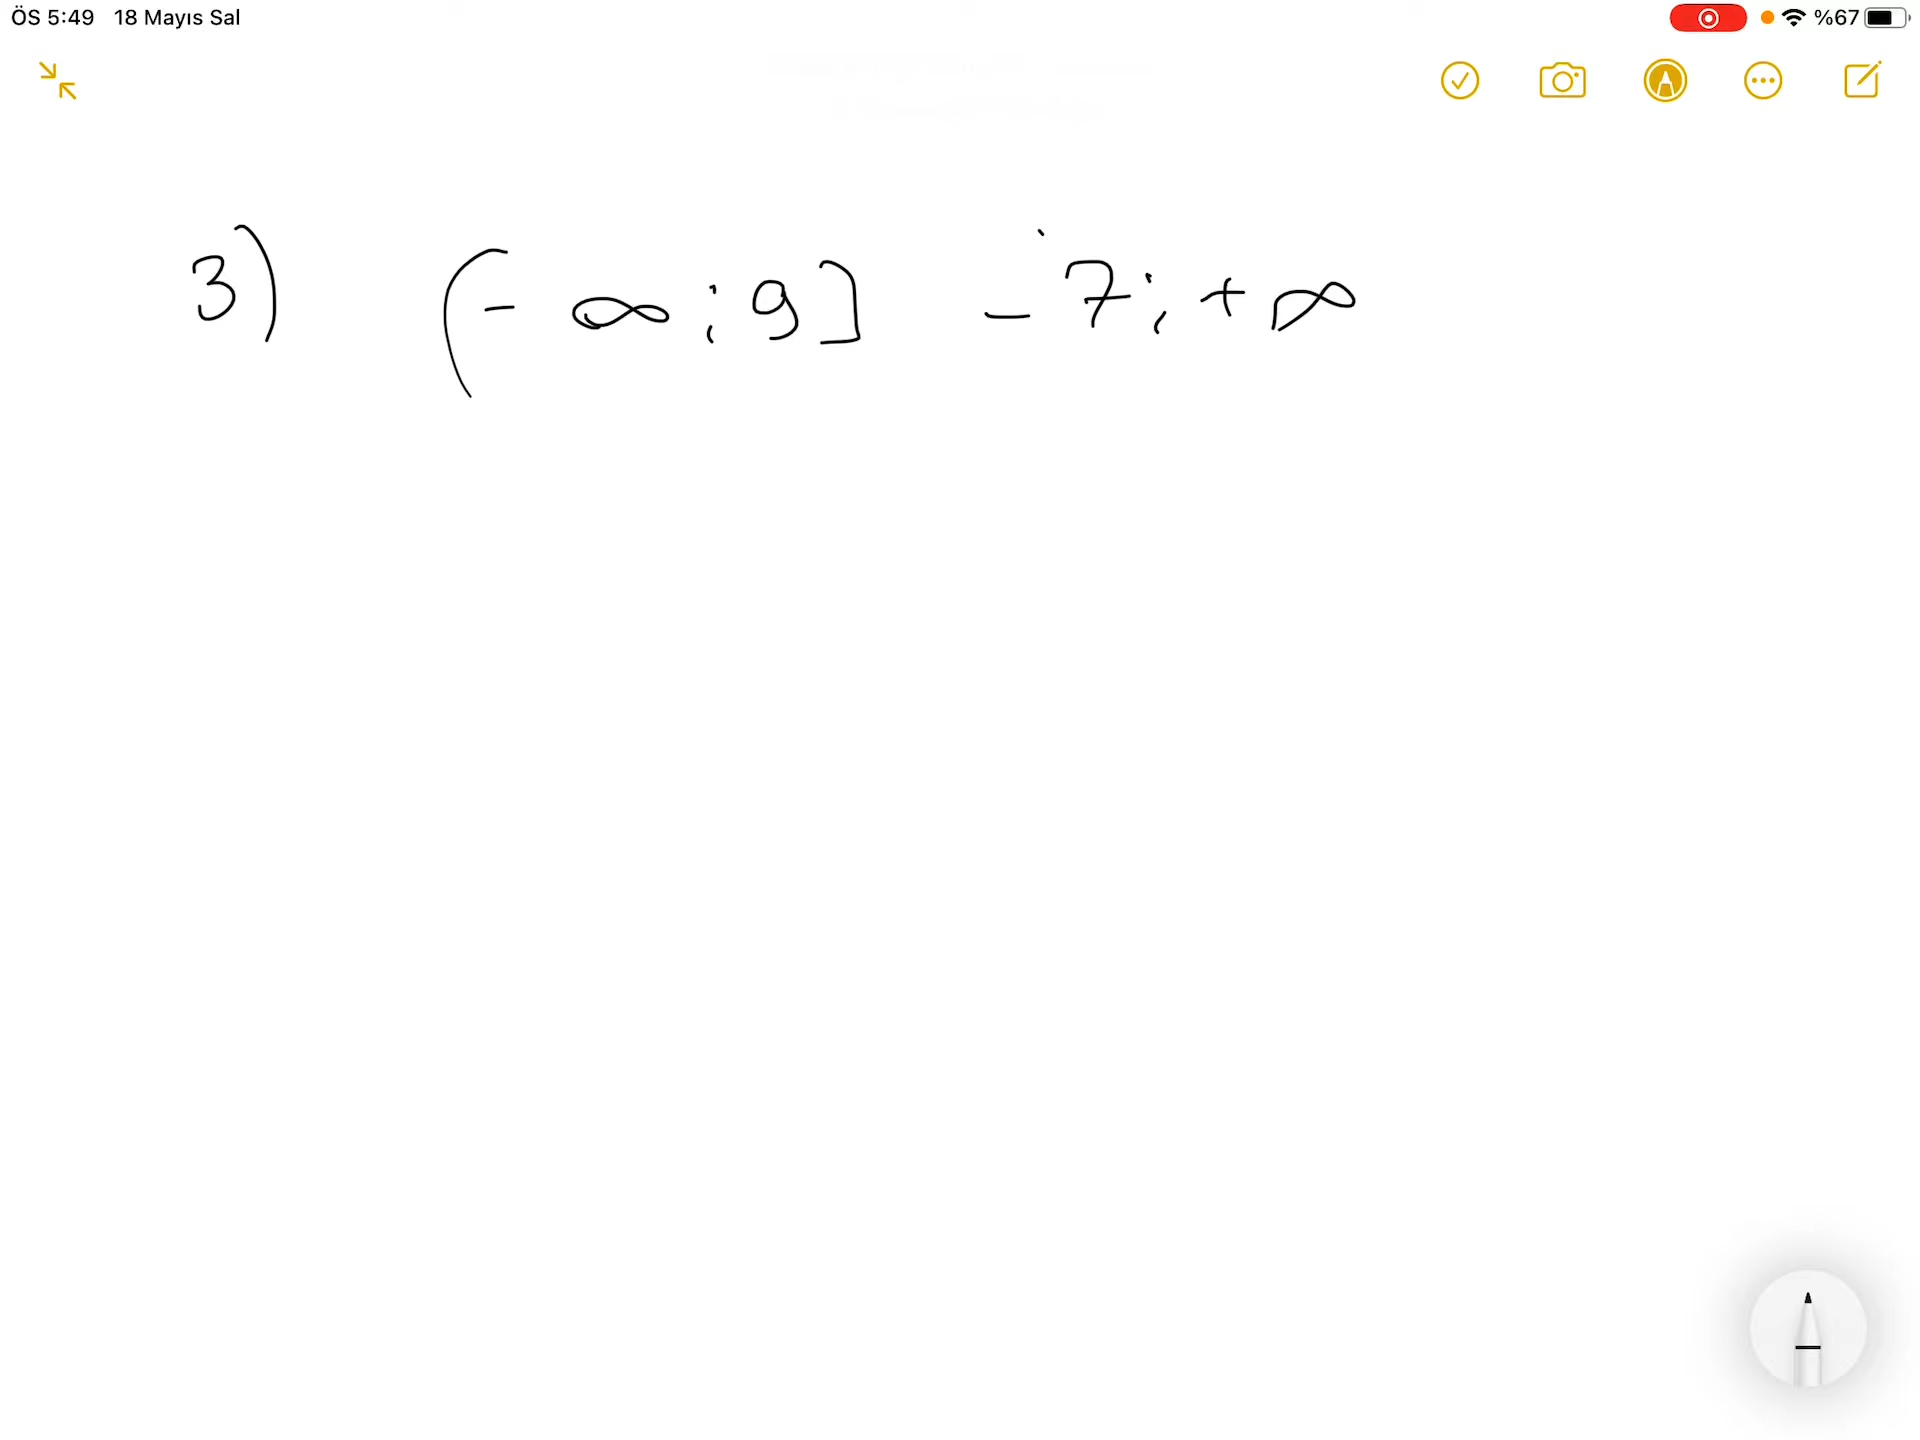 ÖS 5:49 18 Mayıs Sal %67
3) (- ∞ ; 9] - 7 ; + ∞